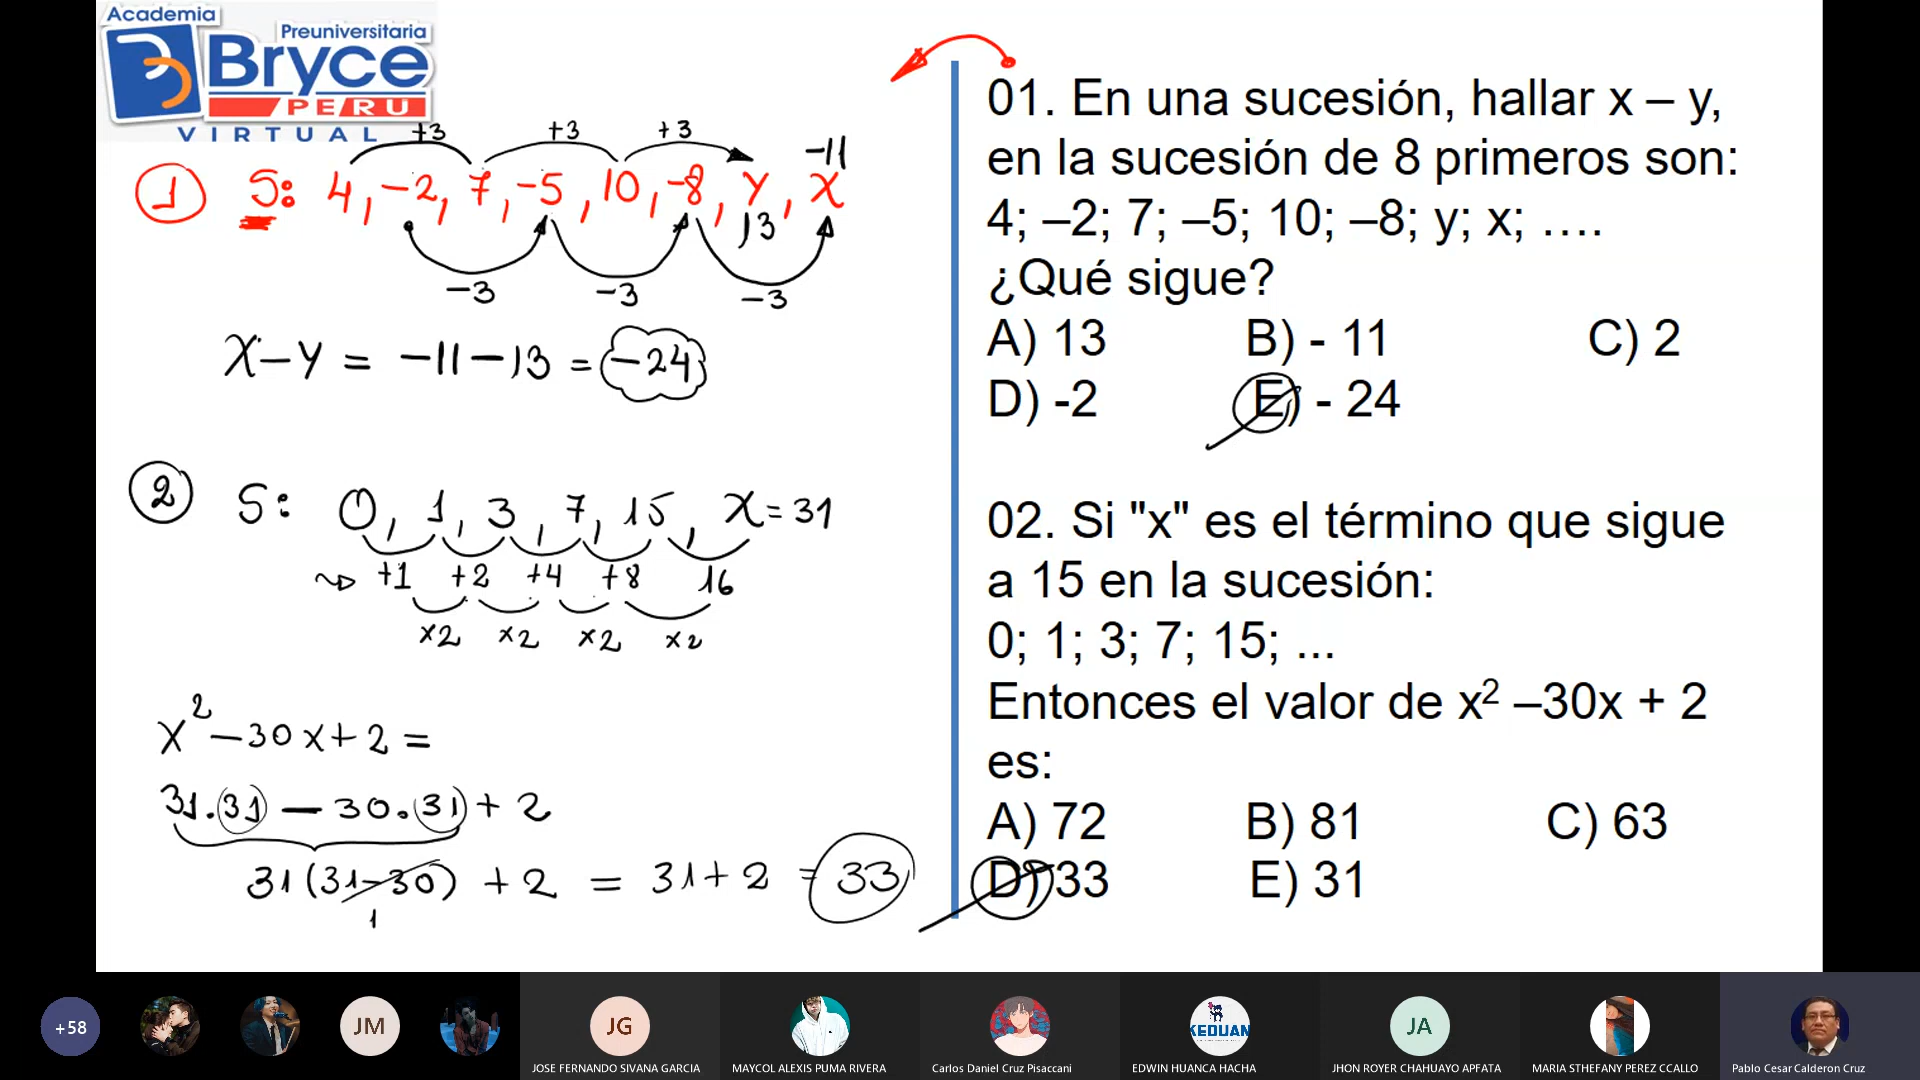 Academia
Preuniversitaria
Bryce
PERU
VIRTUAL
+3 +3 +3
-11
1 S: 4, -2, 7, -5, 10, -8, y, x
13
-3 -3 -3
x-y = -11-13 = -24
2 S: 0, 1, 3, 7, 15, x=31
+1 +2 +4 +8 16
x2 x2 x2 x2
x² -30x+2 =
31.31 - 30.31 + 2
31(31-30) +2 = 31+2 = 33
1
01. En una sucesión, hallar x – y,
en la sucesión de 8 primeros son:
4; –2; 7; –5; 10; –8; y; x; ….
¿Qué sigue?
A) 13 B) - 11 C) 2
D) -2 E) - 24
02. Si "x" es el término que sigue
a 15 en la sucesión:
0; 1; 3; 7; 15; ...
Entonces el valor de x² –30x + 2
es:
A) 72 B) 81 C) 63
D) 33 E) 31
+58 JM JG KEDUAN JA
JOSE FERNANDO SIVANA GARCIA MAYCOL ALEXIS PUMA RIVERA Carlos Daniel Cruz Pisaccani EDWIN HUANCA HACHA JHON ROYER CHAHUAYO APFATA MARIA STHEFANY PEREZ CCALLO Pablo Cesar Calderon Cruz